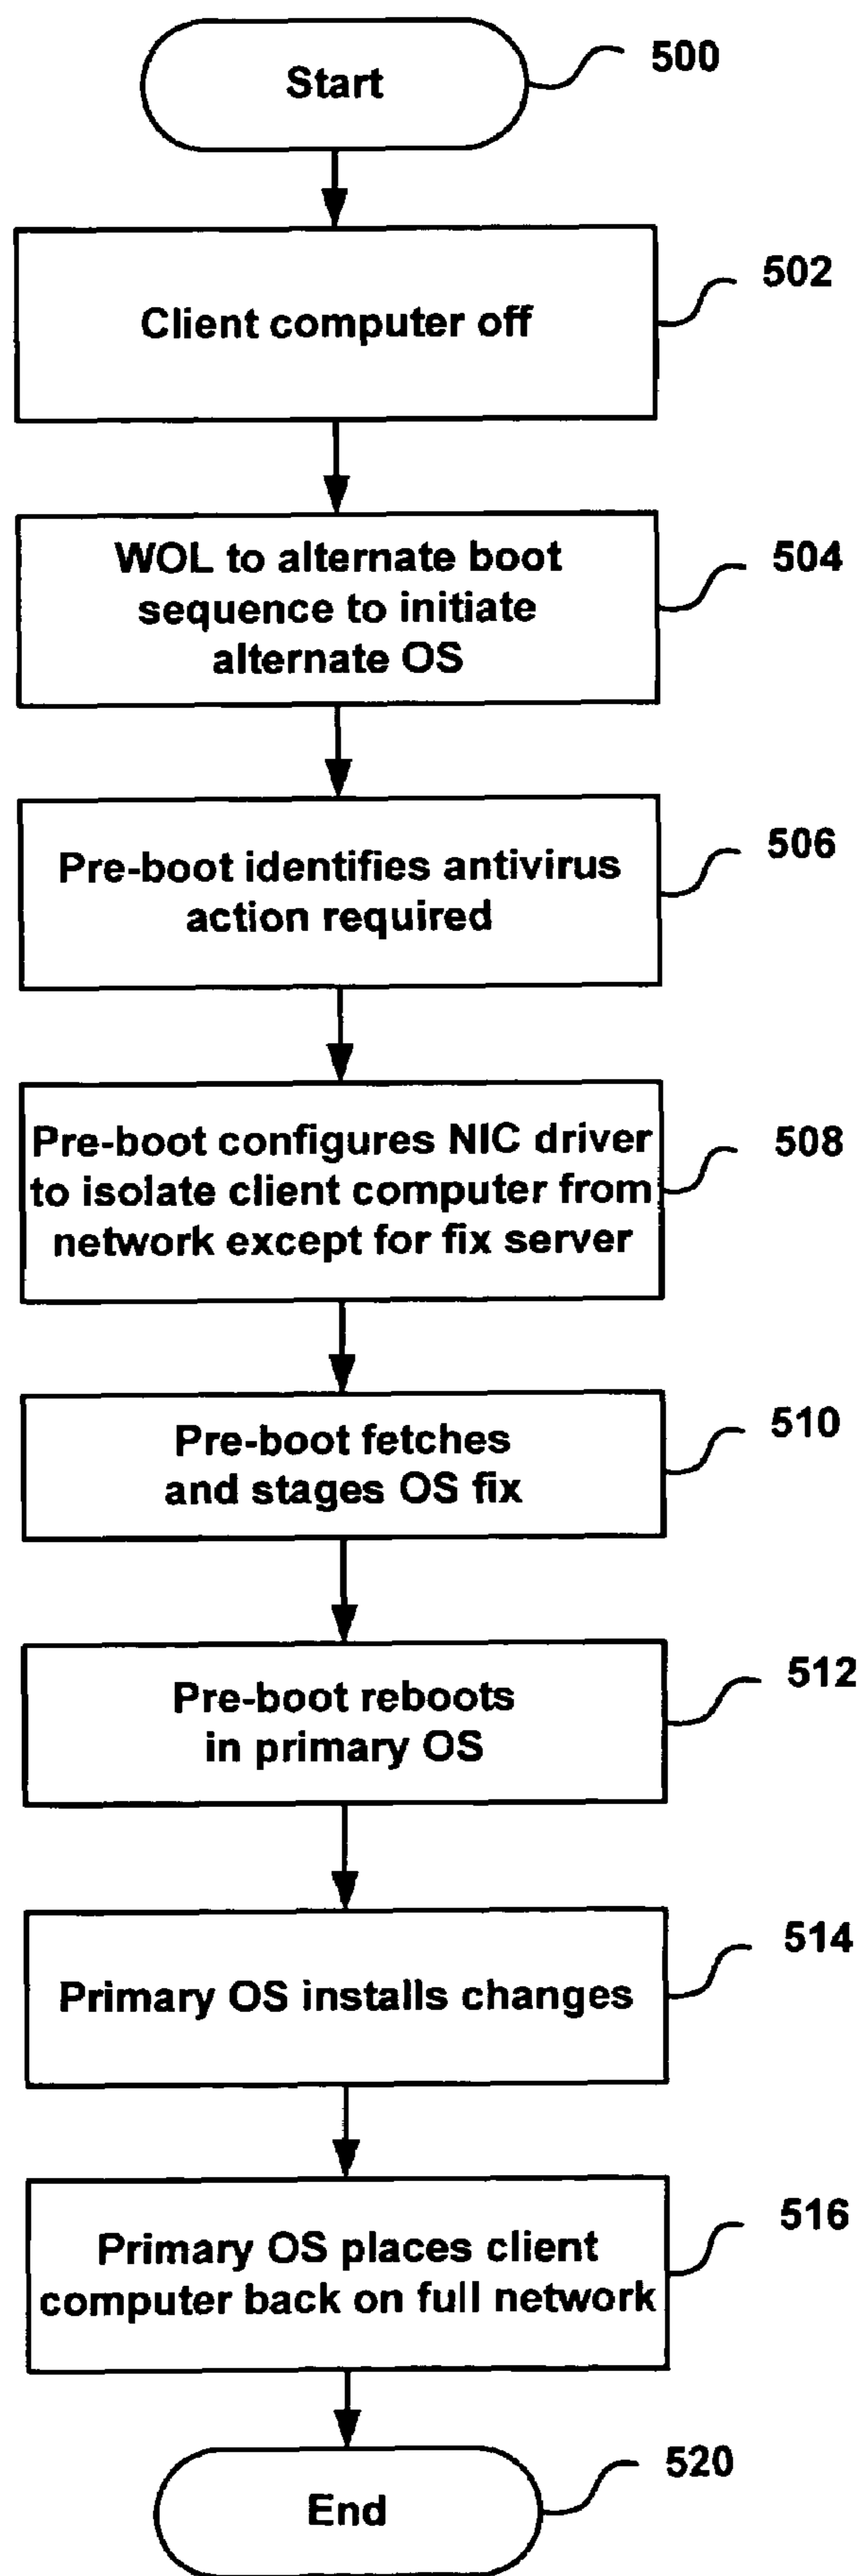 Start
500
Client computer off
502
WOL to alternate boot
sequence to initiate
alternate OS
504
Pre-boot identifies antivirus
action required
506
Pre-boot configures NIC driver
to isolate client computer from
network except for fix server
508
Pre-boot fetches
and stages OS fix
510
Pre-boot reboots
in primary OS
512
Primary OS installs changes
514
Primary OS places client
computer back on full network
516
End
520